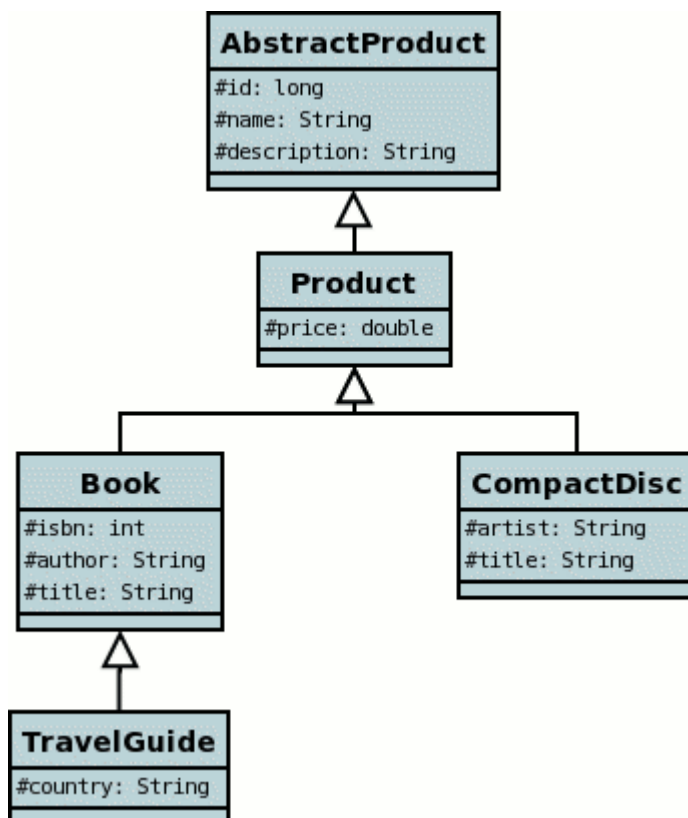 AbstractProduct
#id: long
#name: String
#description: String
Product
#price: double
Book
#isbn: int
#author: String
#title: String
CompactDisc
#artist: String
#title: String
TravelGuide
#country: String